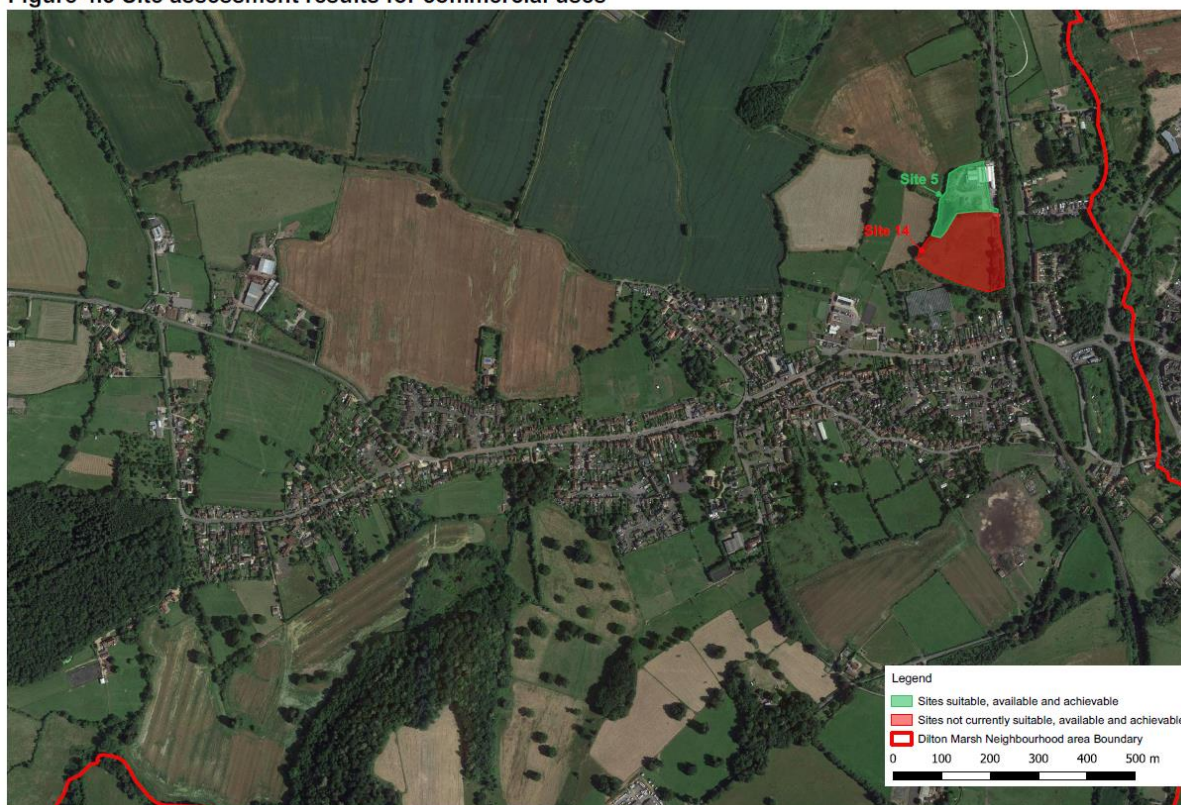 Site 5
Site 14
Legend
Sites suitable, available and achievable
Sites not currently suitable, available and achievable
Dilton Marsh Neighbourhood area Boundary
0 100 200 300 400 500 m